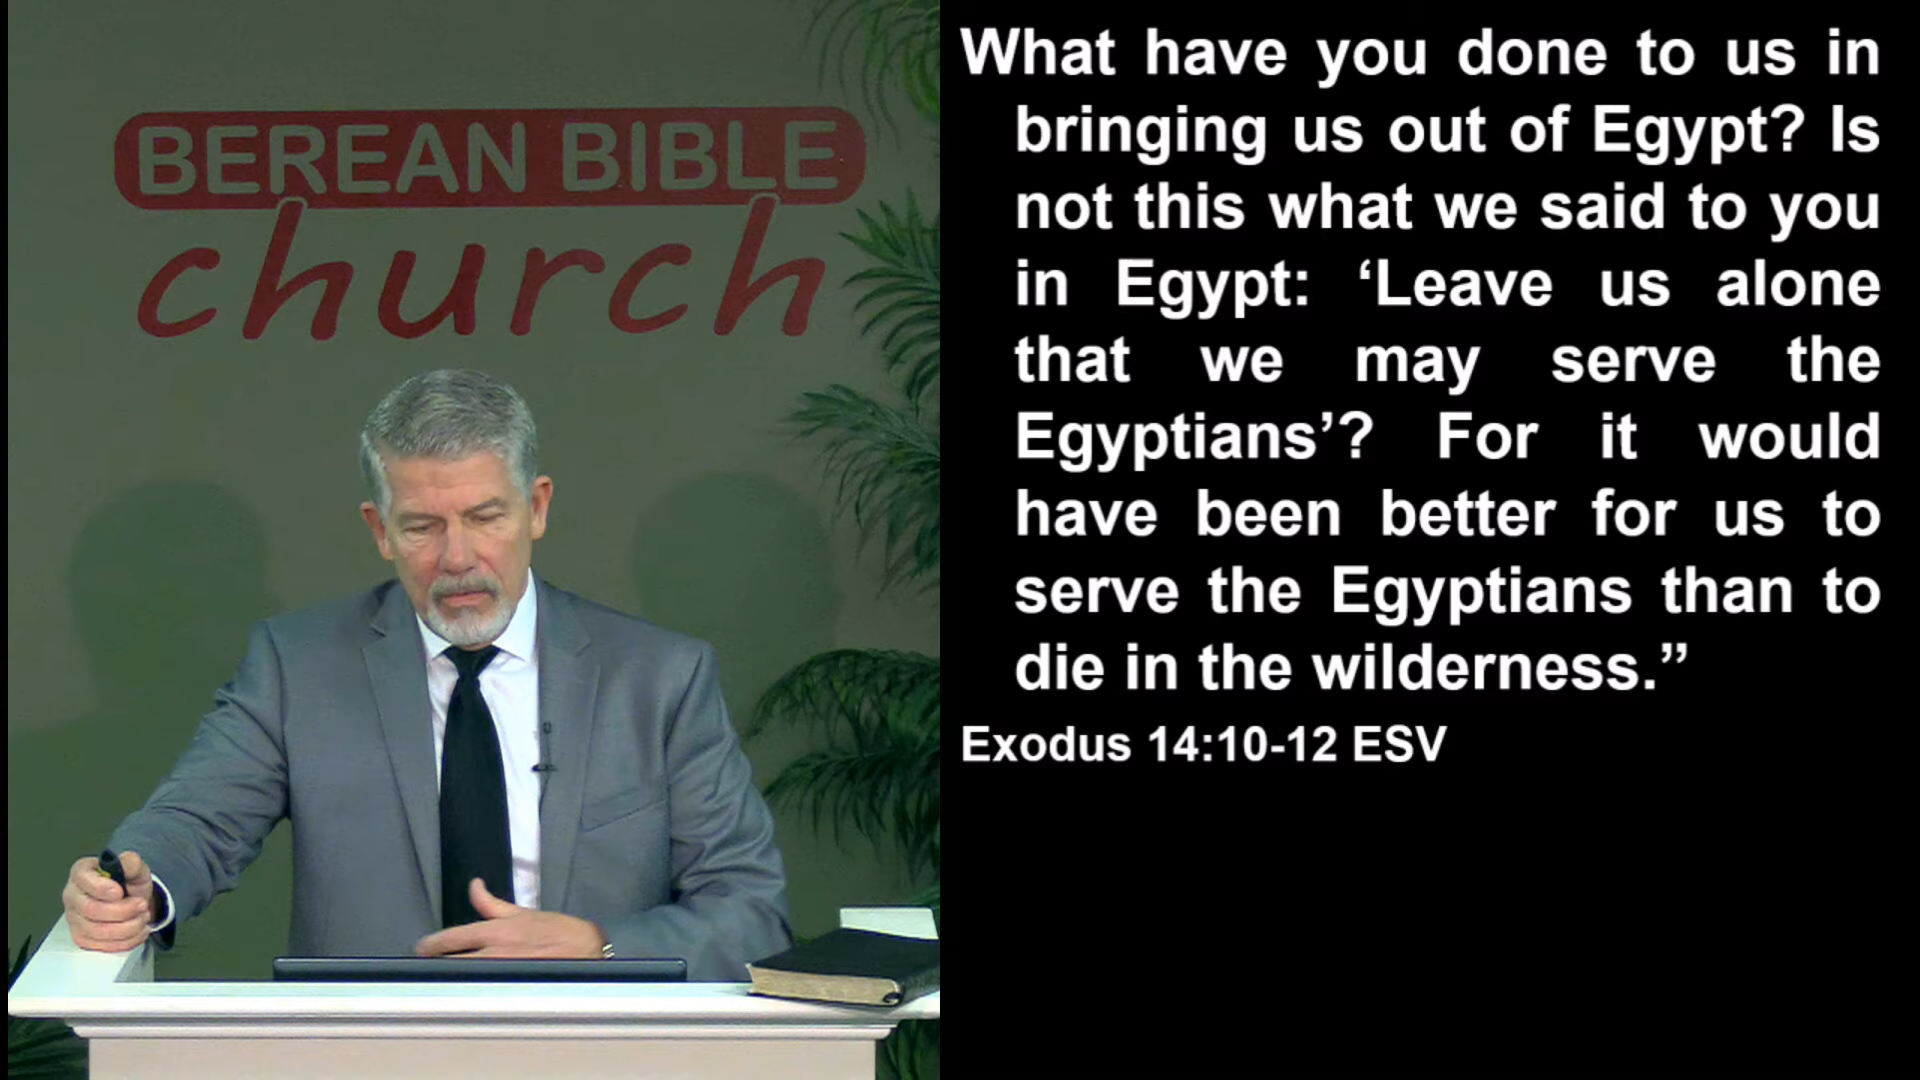 BEREAN BIBLE
church
What have you done to us in
bringing us out of Egypt? Is
not this what we said to you
in Egypt: ‘Leave us alone
that we may serve the
Egyptians’? For it would
have been better for us to
serve the Egyptians than to
die in the wilderness.”
Exodus 14:10-12 ESV